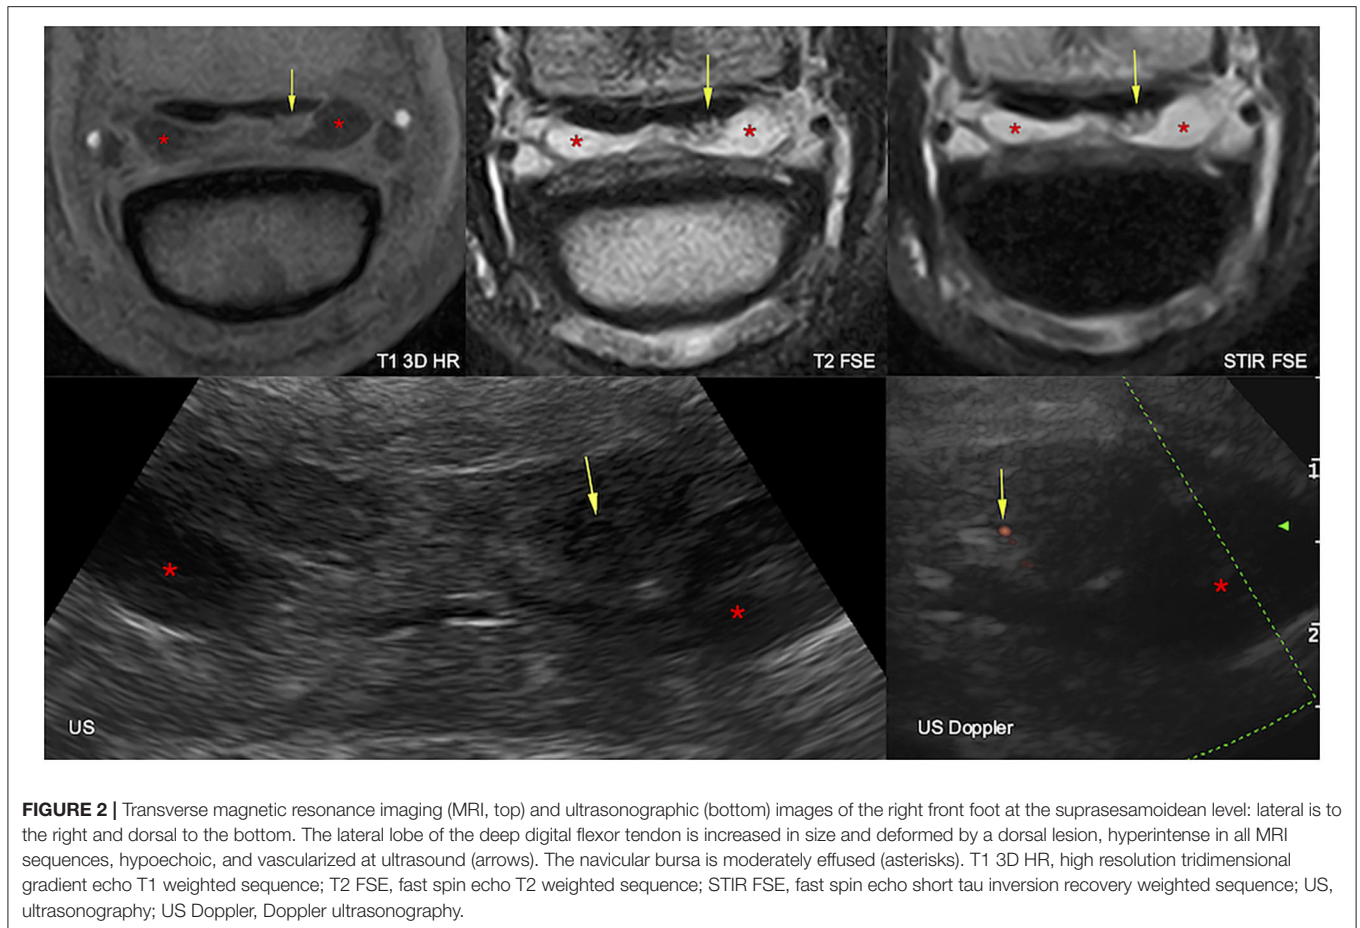 T1 3D HR
T2 FSE
STIR FSE
1
2
US
US Doppler
FIGURE 2 | Transverse magnetic resonance imaging (MRI, top) and ultrasonographic (bottom) images of the right front foot at the suprasesamoidean level: lateral is to
the right and dorsal to the bottom. The lateral lobe of the deep digital flexor tendon is increased in size and deformed by a dorsal lesion, hyperintense in all MRI
sequences, hypoechoic, and vascularized at ultrasound (arrows). The navicular bursa is moderately effused (asterisks). T1 3D HR, high resolution tridimensional
gradient echo T1 weighted sequence; T2 FSE, fast spin echo T2 weighted sequence; STIR FSE, fast spin echo short tau inversion recovery weighted sequence; US,
ultrasonography; US Doppler, Doppler ultrasonography.